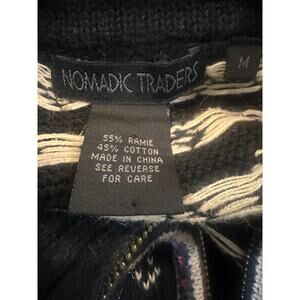 NOMADIC TRADERS
M
55% RAMIE
45% COTTON
MADE IN CHINA
SEE REVERSE
FOR CARE